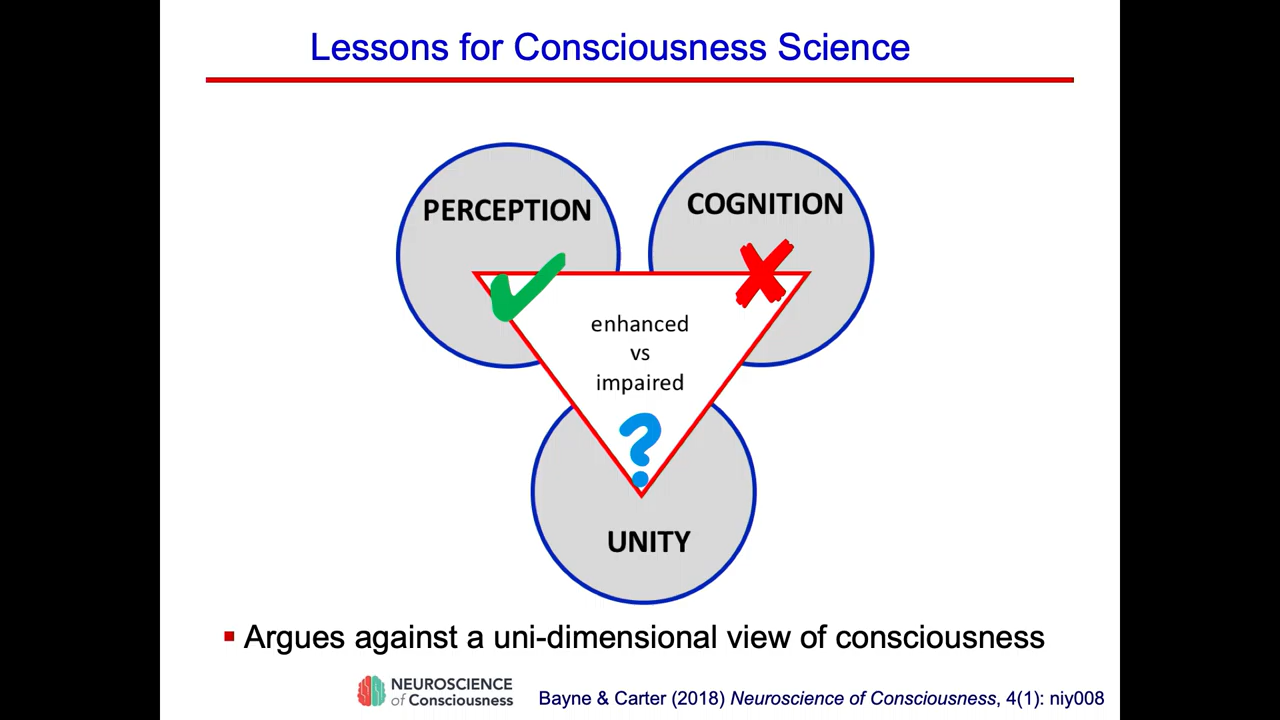 Lessons for Consciousness Science
PERCEPTION
COGNITION
enhanced
vs
impaired
?
UNITY
▪ Argues against a uni-dimensional view of consciousness
NEUROSCIENCE
of Consciousness
Bayne & Carter (2018) Neuroscience of Consciousness, 4(1): niy008